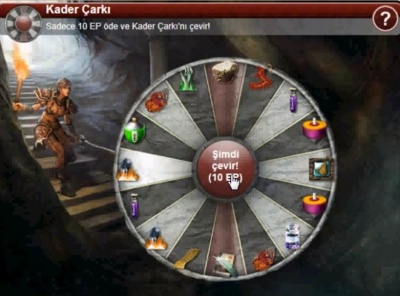 Kader Çarkı
Sadece 10 EP öde ve Kader Çarkı'nı çevir!
?
Şimdi
çevir!
(10 EP)